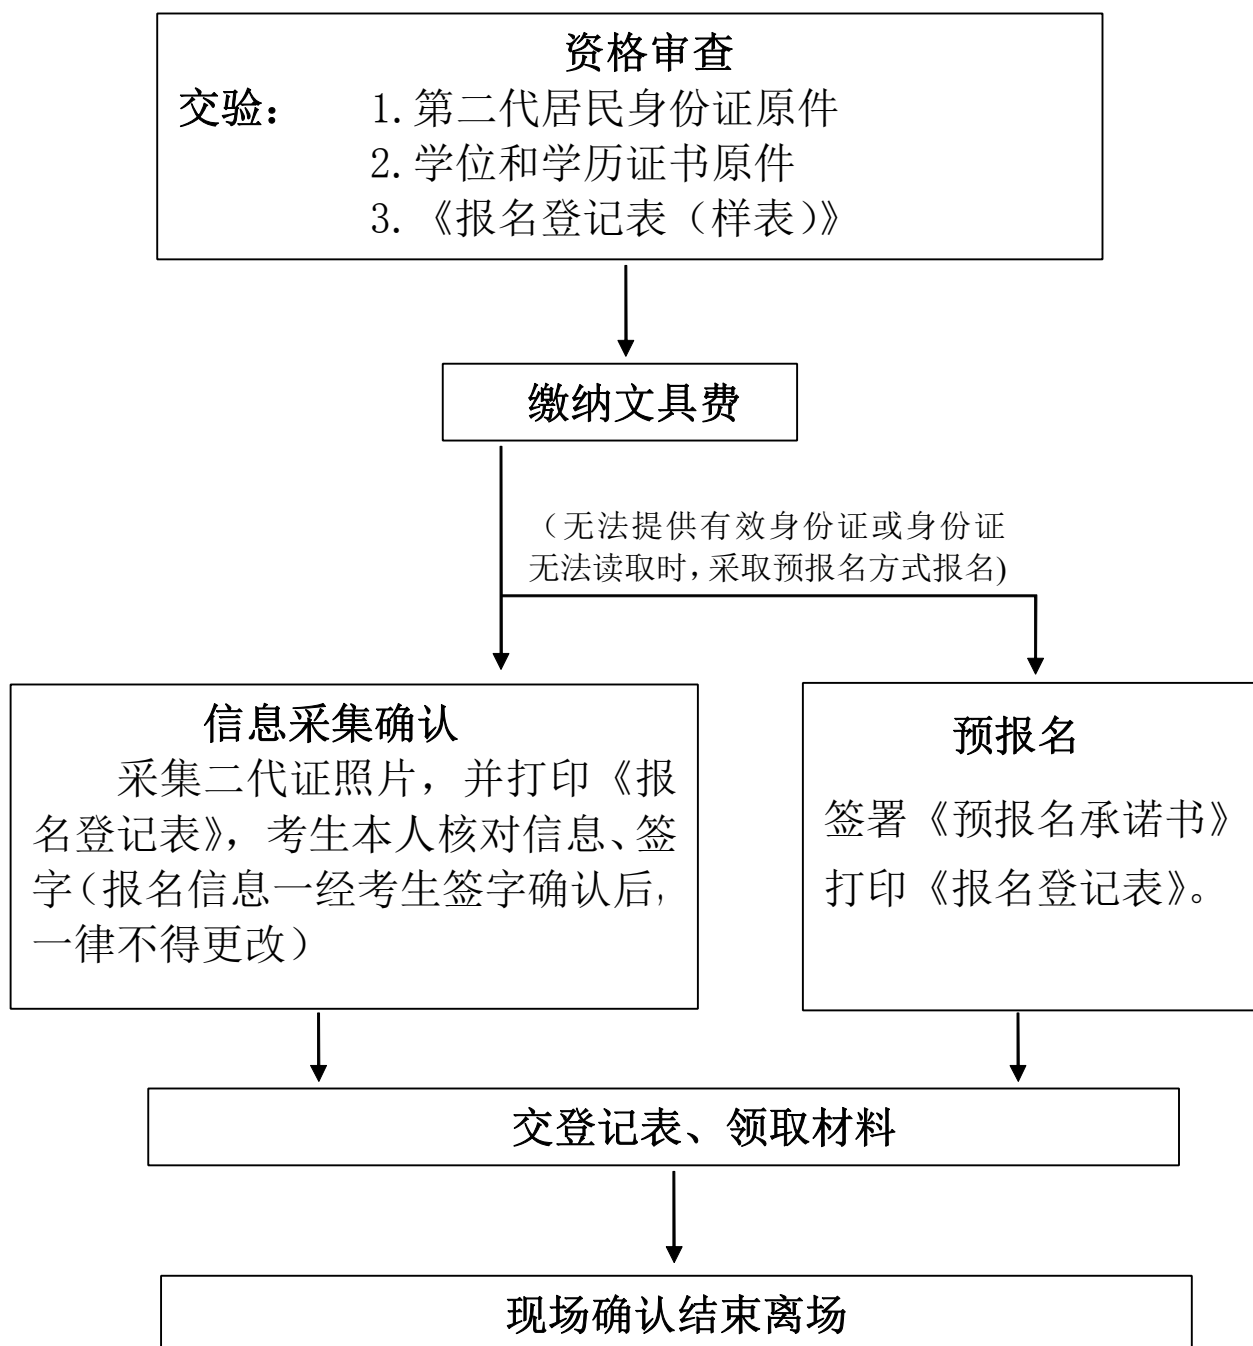 资格审查
交验： 1.第二代居民身份证原件
2.学位和学历证书原件
3.《报名登记表（样表）》
缴纳文具费
（无法提供有效身份证或身份证
无法读取时，采取预报名方式报名)
信息采集确认
采集二代证照片，并打印《报
名登记表》，考生本人核对信息、签
字（报名信息一经考生签字确认后，
一律不得更改）
预报名
签署《预报名承诺书》
打印《报名登记表》。
交登记表、领取材料
现场确认结束离场